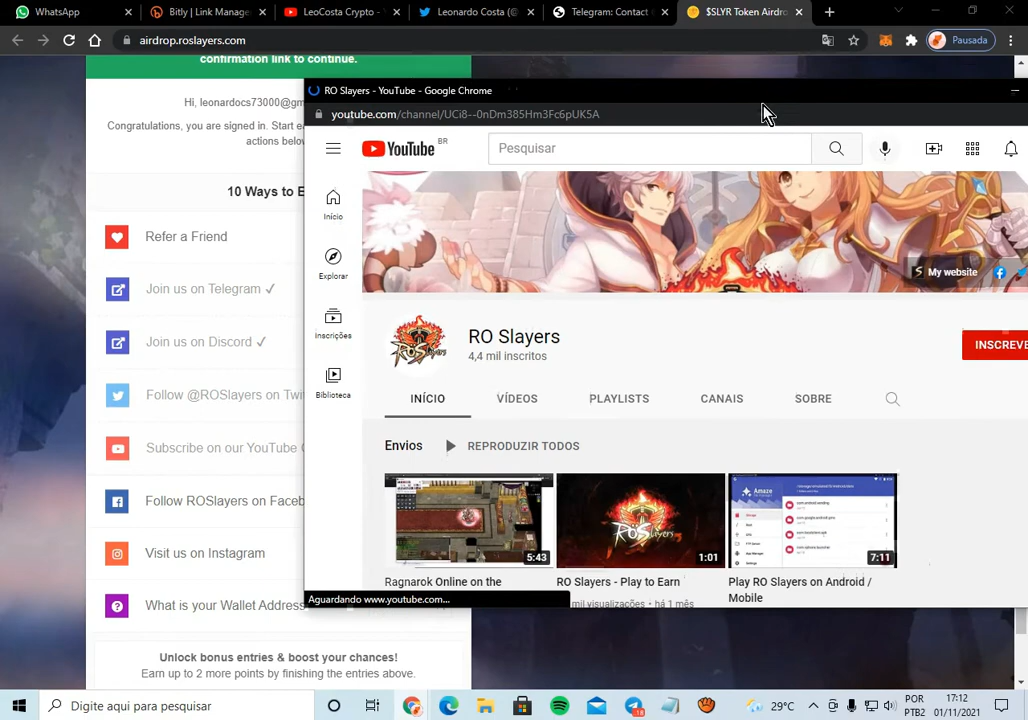 WhatsApp
Bitly | Link Manage
LeoCosta Crypto -
Leonardo Costa (@
Telegram: Contact
$SLYR Token Airdro
airdrop.roslayers.com
Pausada
confirmation link to continue.
Hi, leonardocs73000@gm
Congratulations, you are signed in. Start ea
actions below
10 Ways to E
Refer a Friend
Join us on Telegram ✓
Join us on Discord ✓
Follow @ROSlayers on Twi
Subscribe on our YouTube C
Follow ROSlayers on Faceb
Visit us on Instagram
What is your Wallet Address
Unlock bonus entries & boost your chances!
Earn up to 2 more points by finishing the entries above.
RO Slayers - YouTube - Google Chrome
youtube.com/channel/UCi8--0nDm385Hm3Fc6pUK5A
YouTube BR
Pesquisar
Início
Explorar
Inscrições
Biblioteca
My website
RO Slayers
4,4 mil inscritos
INSCREVE
INÍCIO
VÍDEOS
PLAYLISTS
CANAIS
SOBRE
Envios
REPRODUZIR TODOS
5:43
1:01
7:11
Ragnarok Online on the
RO Slayers - Play to Earn
Play RO Slayers on Android /
Mobile
mil visualizações • há 1 mês
Aguardando www.youtube.com...
Digite aqui para pesquisar
29°C
POR
PTB2
17:12
01/11/2021